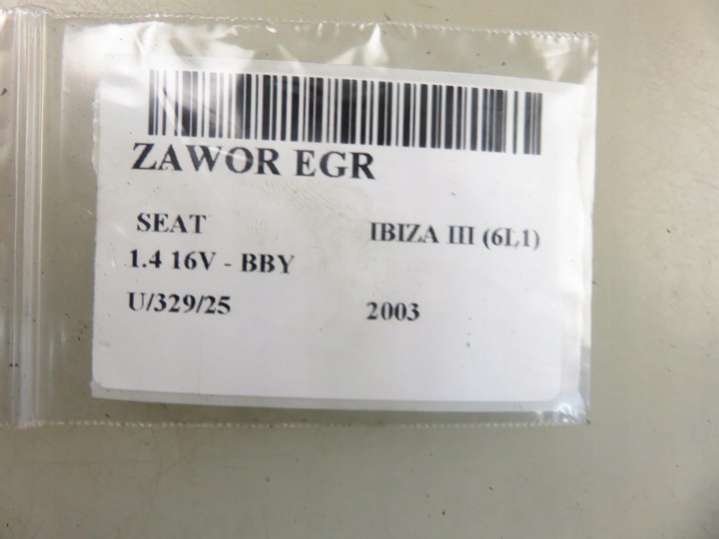 ZAWOR EGR
SEAT IBIZA III (6L1)
1.4 16V - BBY
U/329/25 2003